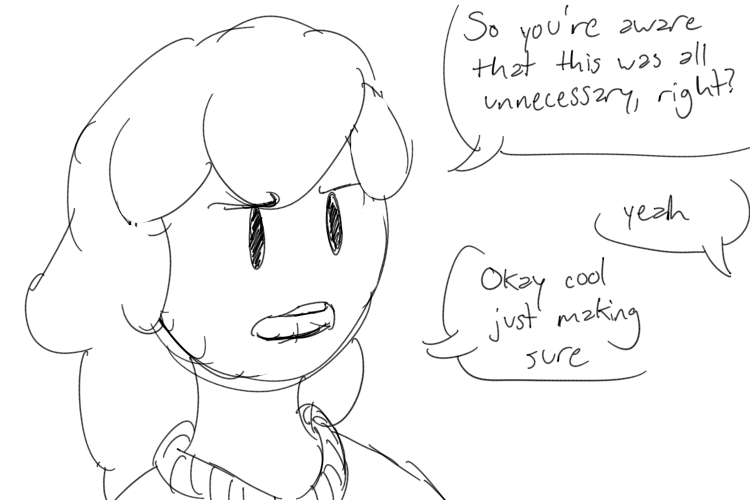 So you're aware
that this was all
unnecessary, right?
yeah
Okay cool
just making
sure